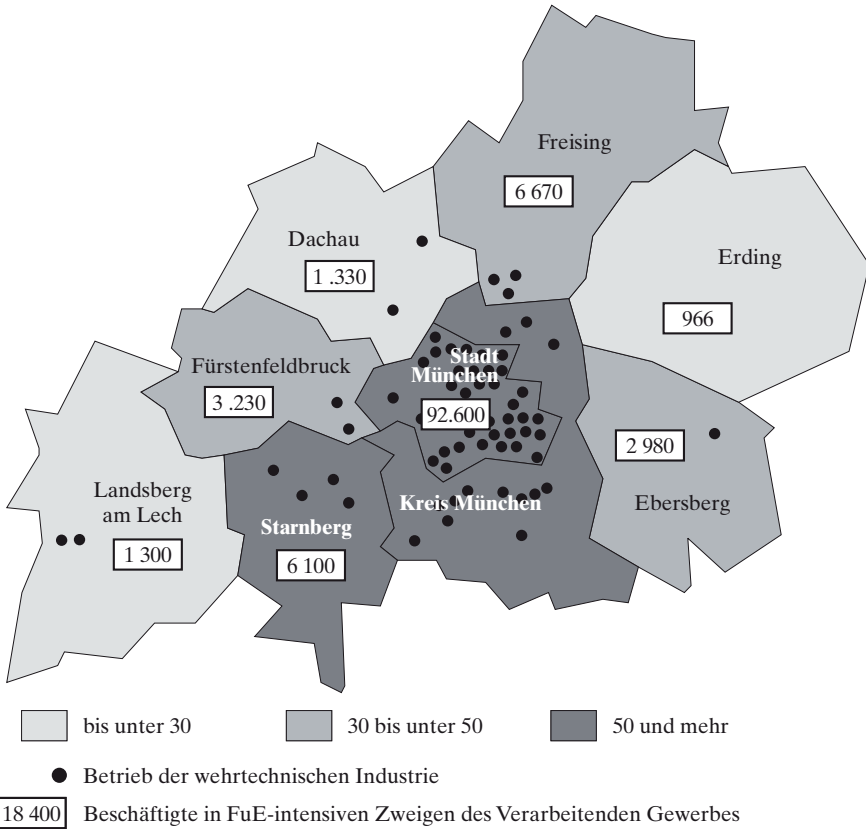 Freising
6 670
Dachau
1 .330
Erding
966
Fürstenfeldbruck
3 .230
Stadt
München
92.600
2 980
Ebersberg
Landsberg
am Lech
1 300
Starnberg
6 100
Kreis München
bis unter 30
30 bis unter 50
50 und mehr
Betrieb der wehrtechnischen Industrie
18 400 Beschäftigte in FuE-intensiven Zweigen des Verarbeitenden Gewerbes